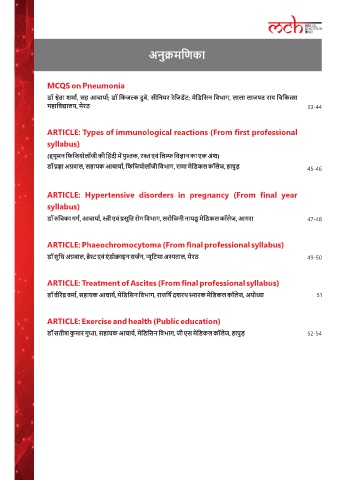 mch
अनुक्रमणिका
MCQS on Pneumonia
डॉ श्वेता शर्मा, सह आचार्या; डॉ किंजल्क दुबे, सीनियर रेजिडेंट; मेडिसिन विभाग, लाला लाजपत राय चिकित्सा
महाविद्यालय, मेरठ 33-44
ARTICLE: Types of immunological reactions (From first professional
syllabus)
(ह्यूमन फिजियोलॉजी की हिंदी में पुस्तक, रक्त एवं लिम्फ विज्ञान का एक अंश)
डॉ प्रज्ञा अग्रवाल, सहायक आचार्या, फिजियोलॉजी विभाग, रामा मेडिकल कॉलेज, हापुड़ 45-46
ARTICLE: Hypertensive disorders in pregnancy (From final year
syllabus)
डॉ रुचिका गर्ग, आचार्या, स्त्री एवं प्रसूति रोग विभाग, सरोजिनी नायडू मेडिकल कॉलेज, आगरा 47-48
ARTICLE: Phaeochromocytoma (From final professional syllabus)
डॉ शुचि अग्रवाल, ब्रेस्ट एवं एंडोक्राइन सर्जन, न्यूटिमा अस्पताल, मेरठ 49-50
ARTICLE: Treatment of Ascites (From final professional syllabus)
डॉ वीरेंद्र वर्मा, सहायक आचार्य, मेडिसिन विभाग, राजर्षि दशरथ स्मारक मेडिकल कॉलेज, अयोध्या 51
ARTICLE: Exercise and health (Public education)
डॉ सतीश कुमार गुप्ता, सहायक आचार्य, मेडिसिन विभाग, जी एस मेडिकल कॉलेज, हापुड़ 52-54